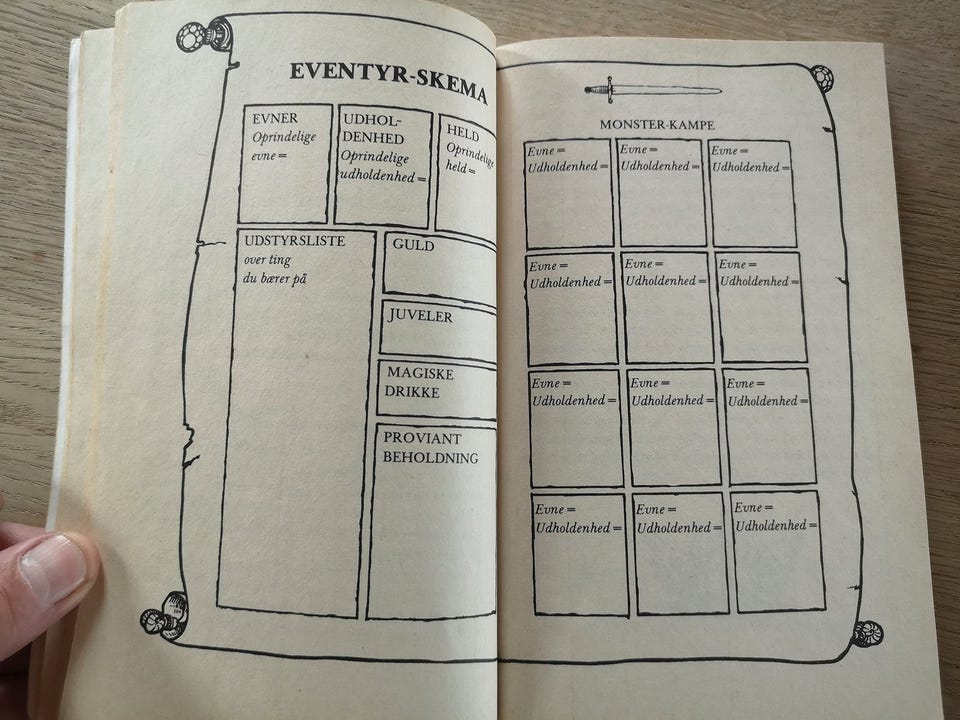 EVENTYR-SKEMA
EVNER
Oprindelige
evne =
UDHOL-
DENHED
Oprindelige
udholdenhed =
HELD
Oprindelige
held =
UDSTYRSLISTE
over ting
du bærer på
GULD
JUVELER
MAGISKE
DRIKKE
PROVIANT
BEHOLDNING
MONSTER-KAMPE
Evne =
Udholdenhed =
Evne =
Udholdenhed =
Evne =
Udholdenhed =
Evne =
Udholdenhed =
Evne =
Udholdenhed =
Evne =
Udholdenhed =
Evne =
Udholdenhed =
Evne =
Udholdenhed =
Evne =
Udholdenhed =
Evne =
Udholdenhed =
Evne =
Udholdenhed =
Evne =
Udholdenhed =